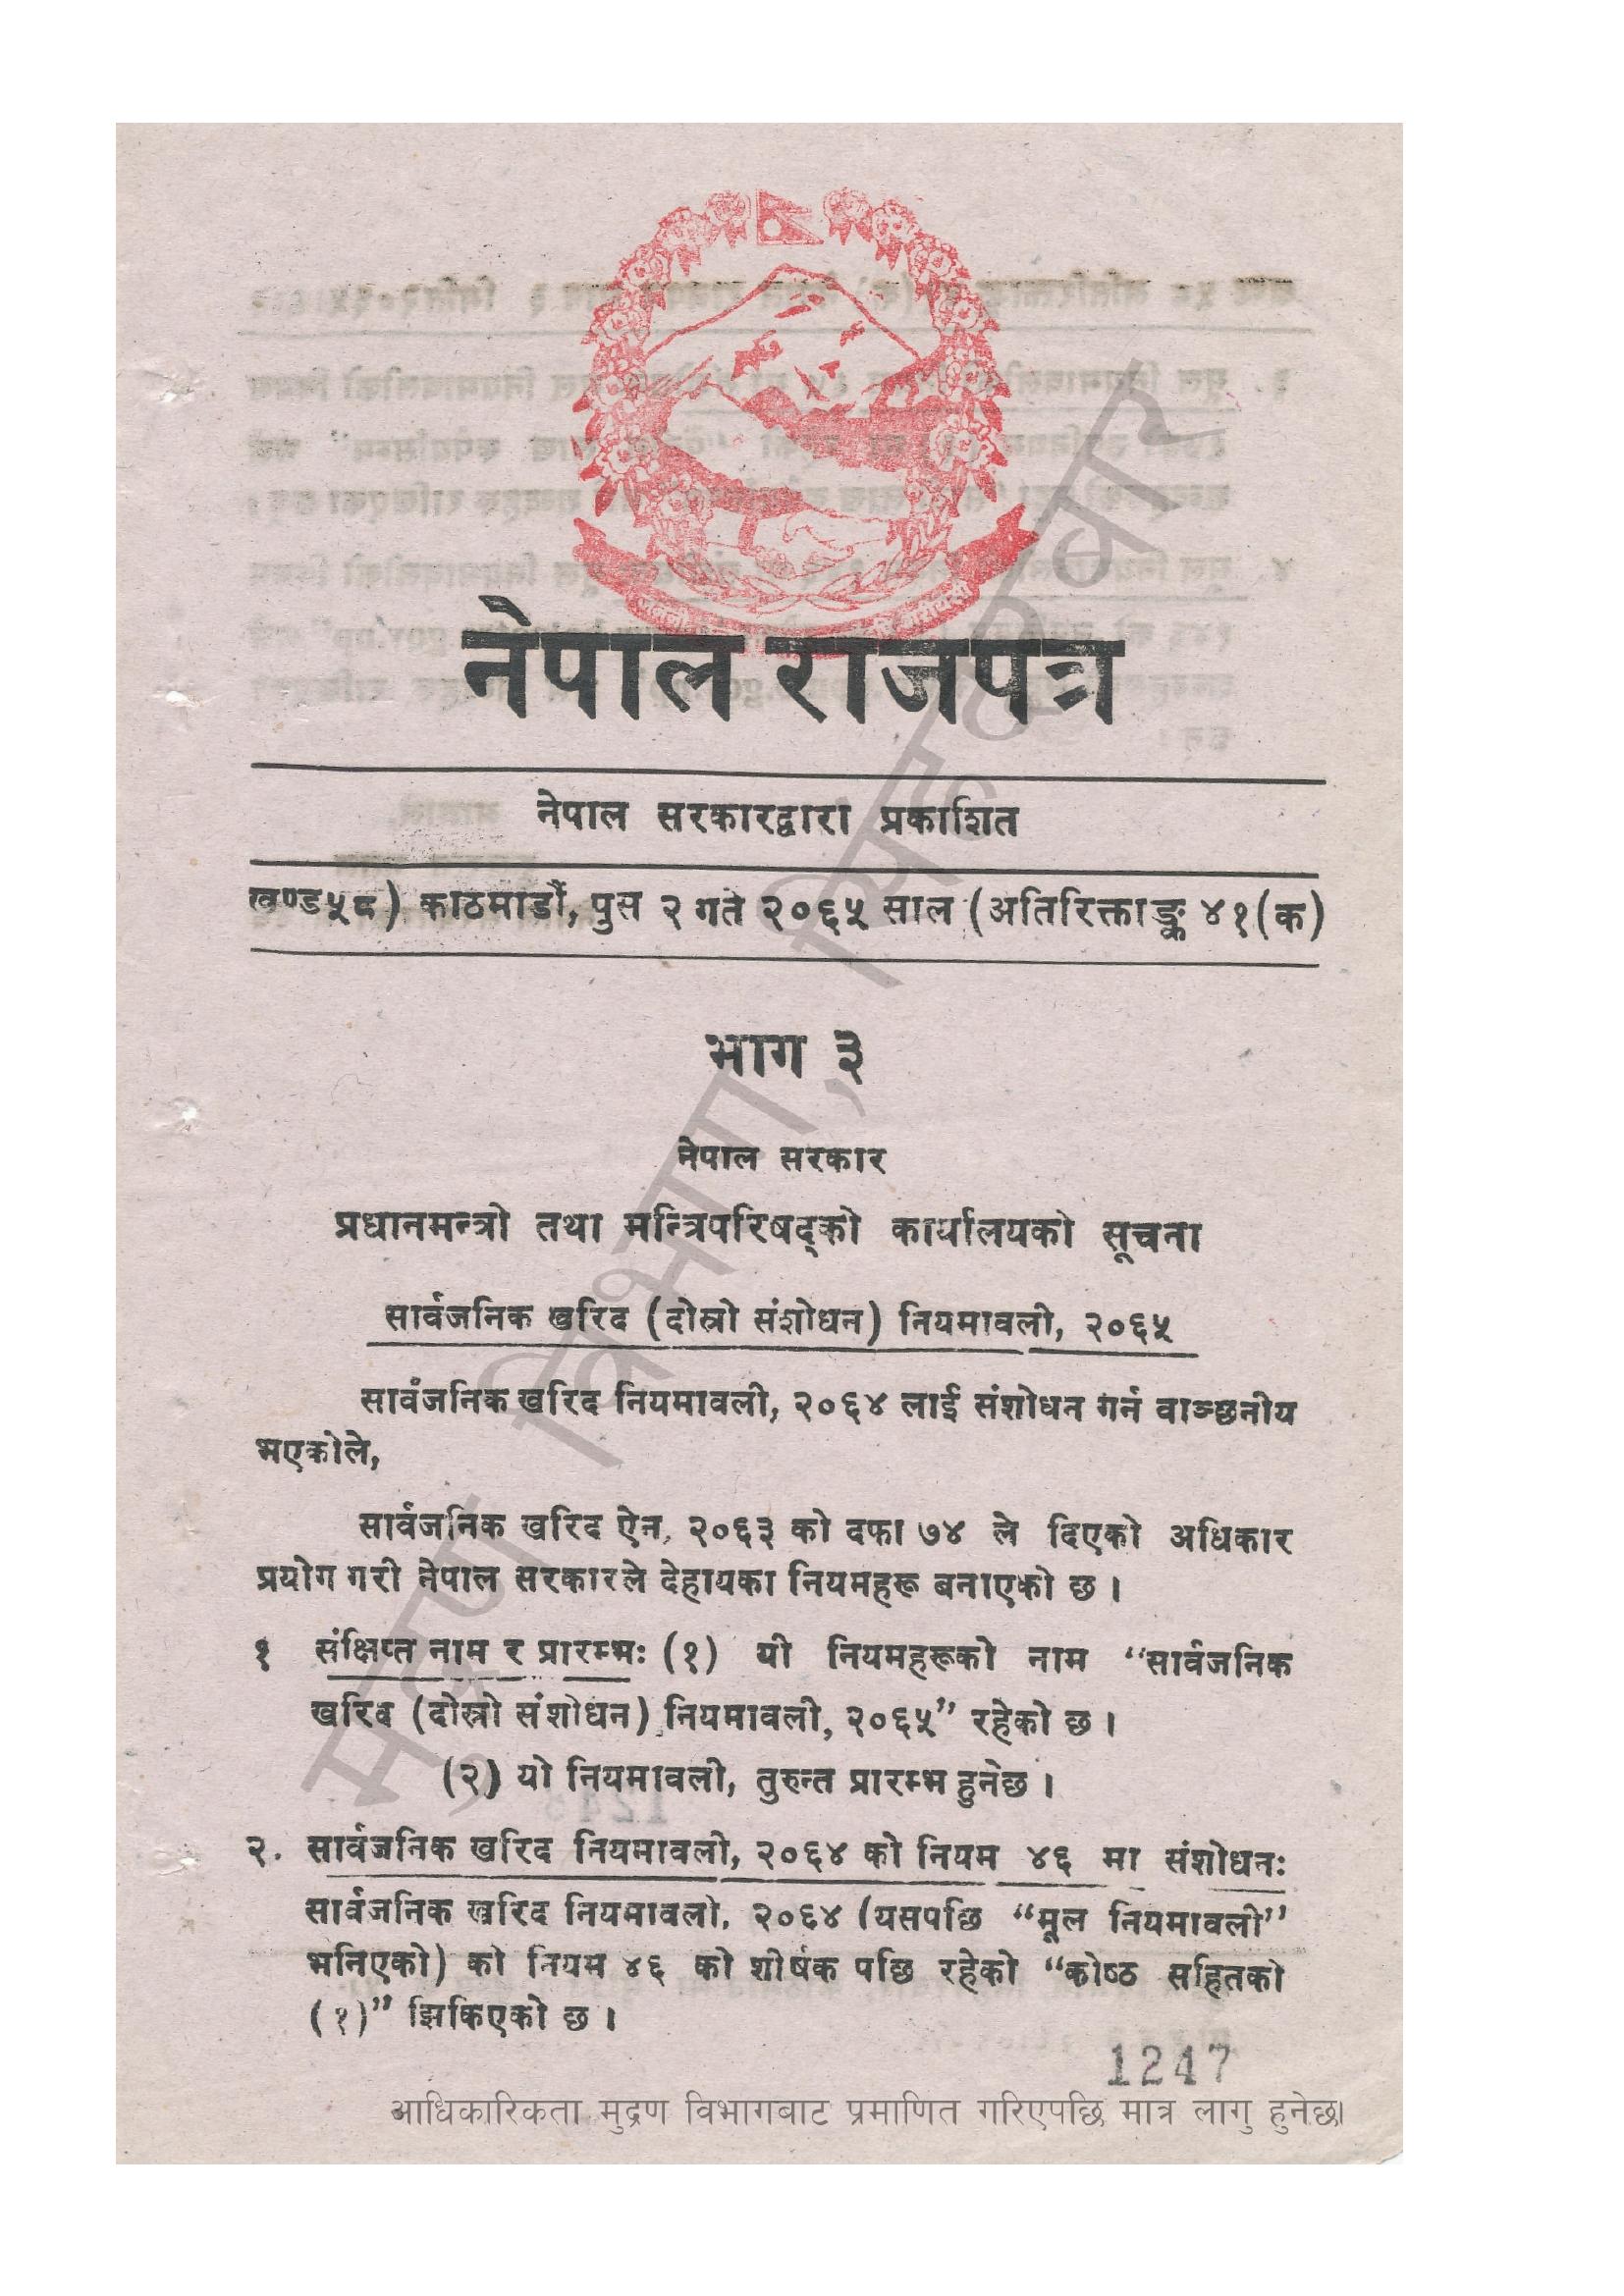 नेपाल राजपत्र
नेपाल सरकारद्वारा प्रकाशित
खण्ड५८) काठमाडौं, पुस २ गते २०६५ साल (अतिरिक्ताङ्क ४१(क)
भाग ३
नेपाल सरकार
प्रधानमन्त्री तथा मन्त्रिपरिषद्को कार्यालयको सूचना
सार्वजनिक खरिद (दोस्रो संशोधन) नियमावली, २०६५
सार्वजनिक खरिद नियमावली, २०६४ लाई संशोधन गर्न वाञ्छनीय
भएकोले,
सार्वजनिक खरिद ऐन, २०६३ को दफा ७४ ले दिएको अधिकार
प्रयोग गरी नेपाल सरकारले देहायका नियमहरू बनाएको छ ।
१ संक्षिप्त नाम र प्रारम्भः (१) यी नियमहरूको नाम “सार्वजनिक
खरिद (दोस्रो संशोधन) नियमावली, २०६५” रहेको छ ।
(२) यो नियमावली, तुरुन्त प्रारम्भ हुनेछ ।
२. सार्वजनिक खरिद नियमावली, २०६४ को नियम ४६ मा संशोधनः
सार्वजनिक खरिद नियमावली, २०६४ (यसपछि “मूल नियमावली”
भनिएको) को नियम ४६ को शीर्षक पछि रहेको “कोष्ठ सहितको
(१)” झिकिएको छ ।
1247
आधिकारिकता मुद्रण विभागबाट प्रमाणित गरिएपछि मात्र लागु हुनेछ।
मुद्रण विभाग, सिंहदरवार